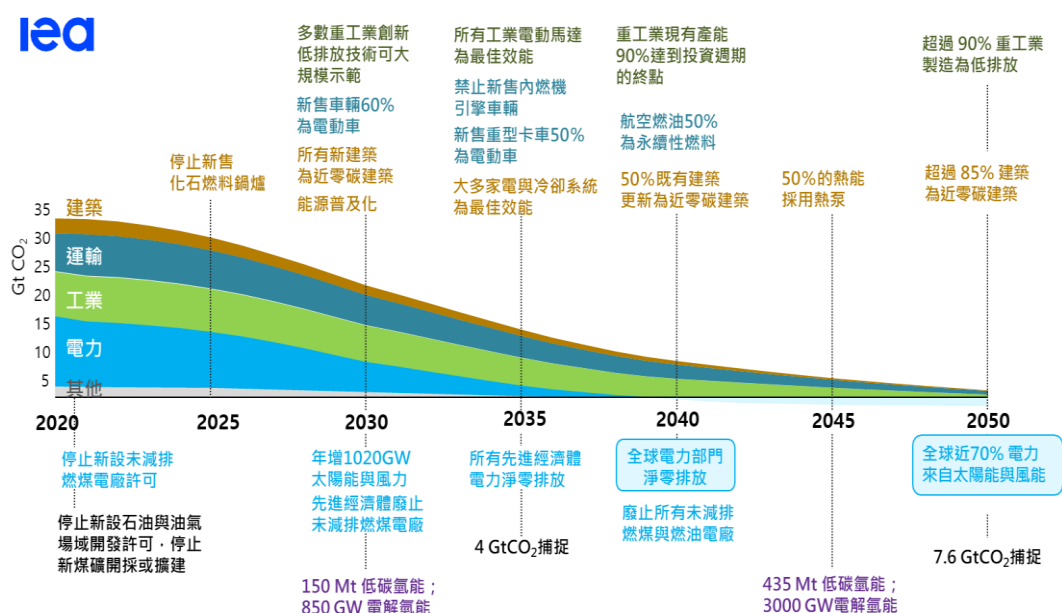 iea
多數重工業創新
低排放技術可大
規模示範
新售車輛60%
為電動車
所有新建築
為近零碳建築
能源普及化
所有工業電動馬達
為最佳效能
禁止新售內燃機
引擎車輛
新售重型卡車50%
為電動車
大多家電與冷卻系統
為最佳效能
重工業現有產能
90%達到投資週期
的終點
航空燃油50%
為永續性燃料
50%既有建築
更新為近零碳建築
超過 90% 重工業
製造為低排放
停止新售
化石燃料鍋爐
50%的熱能
採用熱泵
超過 85% 建築
為近零碳建築
Gt CO₂
35
30
25
20
15
10
5
建築
運輸
工業
電力
其他
2020
2025
2030
2035
2040
2045
2050
停止新設未減排
燃煤電廠許可
停止新設石油與油氣
場域開發許可，停止
新煤礦開採或擴建
年增1020GW
太陽能與風力
先進經濟體廢止
未減排燃煤電廠
150 Mt 低碳氫能；
850 GW 電解氫能
所有先進經濟體
電力淨零排放
4 GtCO₂捕捉
全球電力部門
淨零排放
廢止所有未減排
燃煤與燃油電廠
435 Mt 低碳氫能；
3000 GW電解氫能
全球近70% 電力
來自太陽能與風能
7.6 GtCO₂捕捉